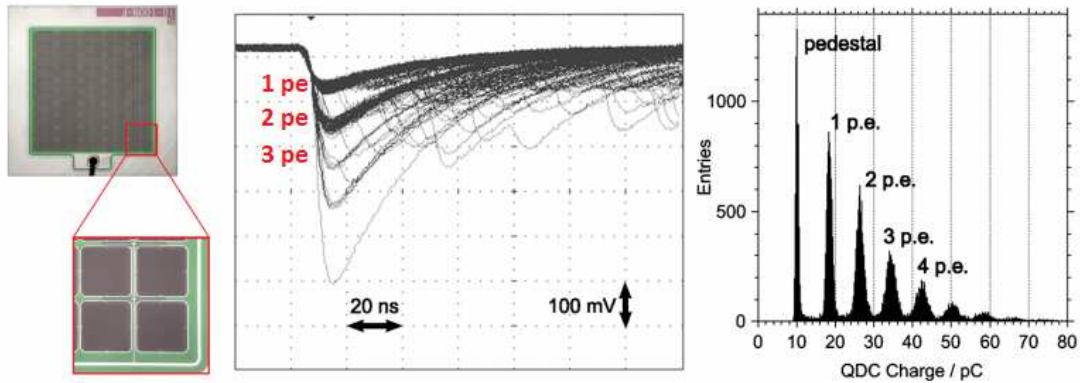 1 pe
2 pe
3 pe
20 ns
100 mV
pedestal
1 p.e.
2 p.e.
3 p.e.
4 p.e.
Entries
1000
500
0
0 10 20 30 40 50 60 70 80
QDC Charge / pC